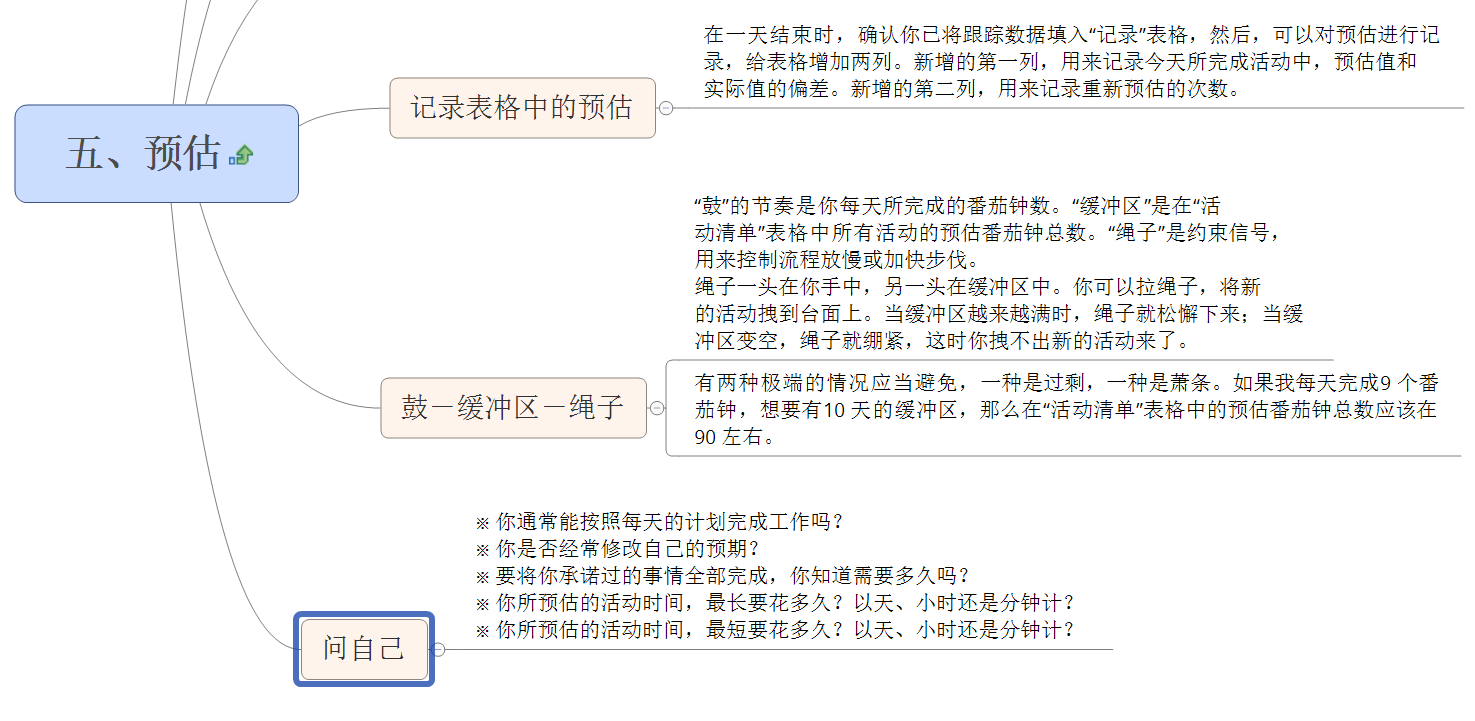 在一天结束时，确认你已将跟踪数据填入“记录”表格，然后，可以对预估进行记
录，给表格增加两列。新增的第一列，用来记录今天所完成活动中，预估值和
实际值的偏差。新增的第二列，用来记录重新预估的次数。
记录表格中的预估
五、预估
“鼓”的节奏是你每天所完成的番茄钟数。“缓冲区”是在“活
动清单”表格中所有活动的预估番茄钟总数。“绳子”是约束信号，
用来控制流程放慢或加快步伐。
绳子一头在你手中，另一头在缓冲区中。你可以拉绳子，将新
的活动拽到台面上。当缓冲区越来越满时，绳子就松懈下来；当缓
冲区变空，绳子就绷紧，这时你拽不出新的活动来了。
鼓－缓冲区－绳子
有两种极端的情况应当避免，一种是过剩，一种是萧条。如果我每天完成9 个番
茄钟，想要有10 天的缓冲区，那么在“活动清单”表格中的预估番茄钟总数应该在
90 左右。
※ 你通常能按照每天的计划完成工作吗？
※ 你是否经常修改自己的预期？
※ 要将你承诺过的事情全部完成，你知道需要多久吗？
※ 你所预估的活动时间，最长要花多久？以天、小时还是分钟计？
※ 你所预估的活动时间，最短要花多久？以天、小时还是分钟计？
问自己